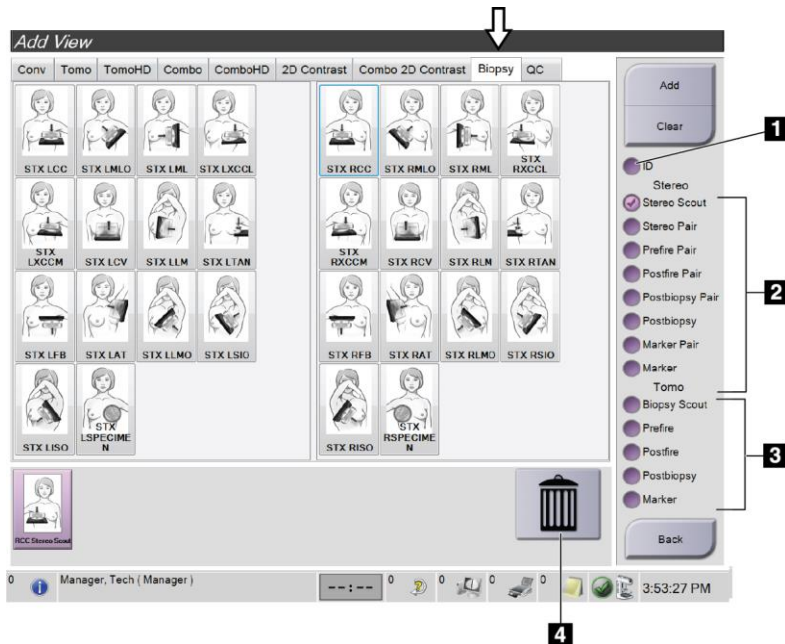 Add View
Conv Tomo TomoHD Combo ComboHD 2D Contrast Combo 2D Contrast Biopsy QC
STX LCC STX LMLO STX LML STX LXCCL
STX LXCCM STX LCV STX LLM STX LTAN
STX LFB STX LAT STX LLMO STX LSIO
STX LISO STX LSPECIMEN
STX RCC STX RMLO STX RML STX RXCCL
STX RXCCM STX RCV STX RLM STX RTAN
STX RFB STX RAT STX RLMO STX RSIO
STX RISO STX RSPECIMEN
Add
Clear
1
ID
Stereo
Stereo Scout
Stereo Pair
Prefire Pair
Postfire Pair
Postbiopsy Pair
Postbiopsy
Marker Pair
Marker
2
Tomo
Biopsy Scout
Prefire
Postfire
Postbiopsy
Marker
3
Back
RCC Stereo Scout
0 Manager, Tech ( Manager ) --:-- 0 0 0 0 3:53:27 PM
4